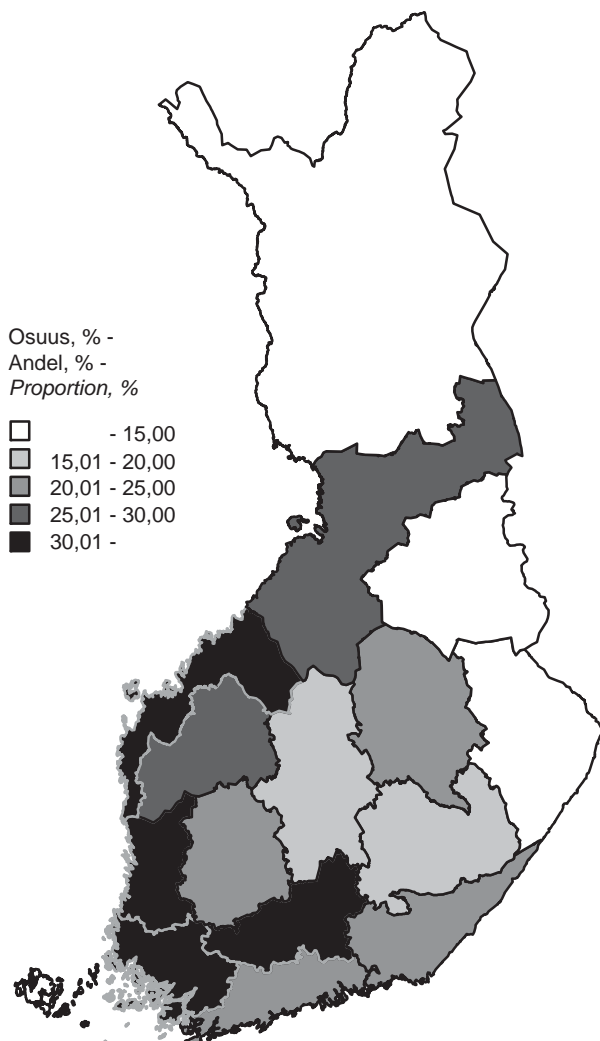 Osuus, % -
Andel, % -
Proportion, %
- 15,00
15,01 - 20,00
20,01 - 25,00
25,01 - 30,00
30,01 -